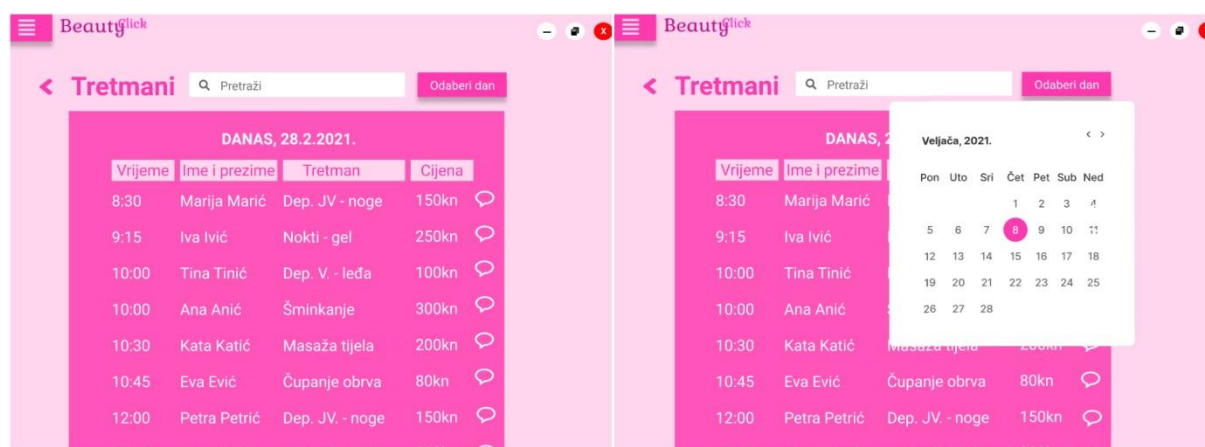 BeautyClick
X
Tretmani
Pretraži
Odaberi dan
DANAS, 28.2.2021.
Vrijeme Ime i prezime Tretman Cijena
8:30 Marija Marić Dep. JV - noge 150kn
9:15 Iva Ivić Nokti - gel 250kn
10:00 Tina Tinić Dep. V. - leđa 100kn
10:00 Ana Anić Šminkanje 300kn
10:30 Kata Katić Masaža tijela 200kn
10:45 Eva Ević Čupanje obrva 80kn
12:00 Petra Petrić Dep. JV. - noge 150kn
BeautyClick
Tretmani
Pretraži
Odaberi dan
DANAS, 2
Vrijeme Ime i prezime
8:30 Marija Marić
9:15 Iva Ivić
10:00 Tina Tinić
10:00 Ana Anić
10:30 Kata Katić Masaža tijela 200kn
10:45 Eva Ević Čupanje obrva 80kn
12:00 Petra Petrić Dep. JV. - noge 150kn
Veljača, 2021.
Pon Uto Sri Čet Pet Sub Ned
1 2 3 4
5 6 7 8 9 10 11
12 13 14 15 16 17 18
19 20 21 22 23 24 25
26 27 28